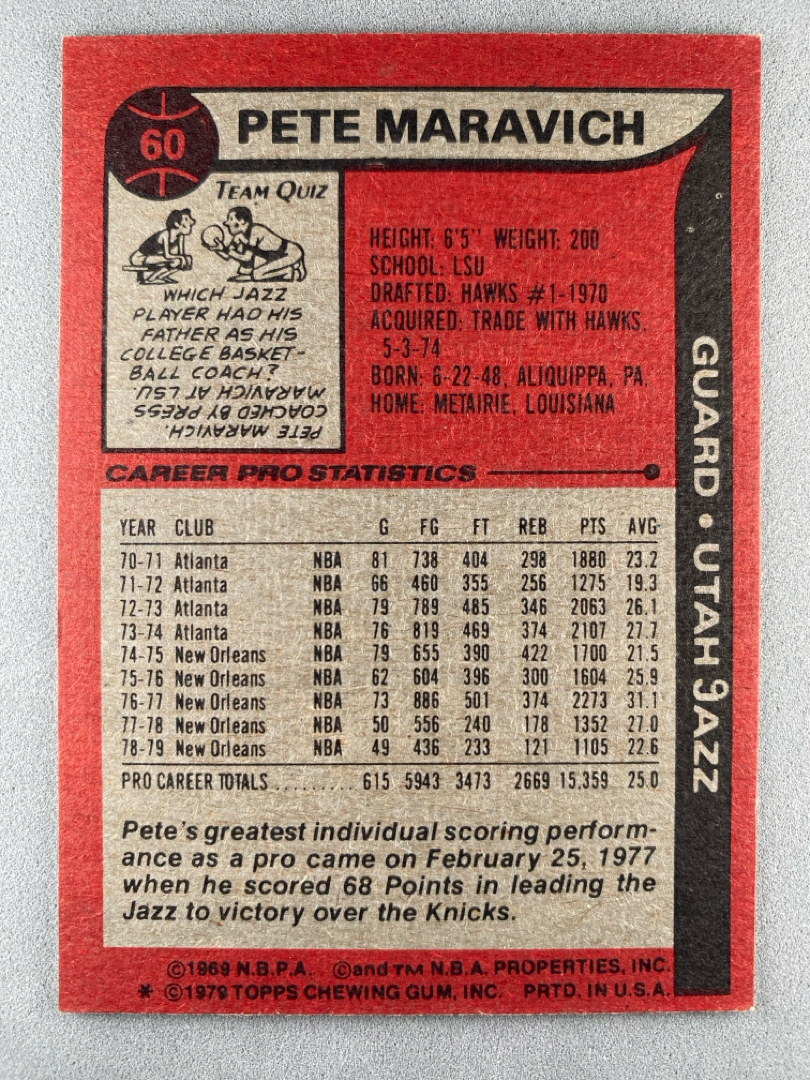 60
PETE MARAVICH
TEAM QUIZ
WHICH JAZZ
PLAYER HAD HIS
FATHER AS HIS
COLLEGE BASKET-
BALL COACH?
PETE MARAVICH.
COACHED BY PRESS
MARAVICH AT LSU
HEIGHT: 6'5" WEIGHT: 200
SCHOOL: LSU
DRAFTED: HAWKS #1-1970
ACQUIRED: TRADE WITH HAWKS,
5-3-74
BORN: 6-22-48, ALIQUIPPA, PA.
HOME: METAIRIE, LOUISIANA
GUARD • UTAH JAZZ
CAREER PRO STATISTICS
YEAR CLUB G FG FT REB PTS AVG
70-71 Atlanta NBA 81 738 404 298 1880 23.2
71-72 Atlanta NBA 66 460 355 256 1275 19.3
72-73 Atlanta NBA 79 789 485 346 2063 26.1
73-74 Atlanta NBA 76 819 469 374 2107 27.7
74-75 New Orleans NBA 79 655 390 422 1700 21.5
75-76 New Orleans NBA 62 604 396 300 1604 25.9
76-77 New Orleans NBA 73 886 501 374 2273 31.1
77-78 New Orleans NBA 50 556 240 178 1352 27.0
78-79 New Orleans NBA 49 436 233 121 1105 22.6
PRO CAREER TOTALS ......... 615 5943 3473 2669 15,359 25.0
Pete's greatest individual scoring perform-
ance as a pro came on February 25, 1977
when he scored 68 Points in leading the
Jazz to victory over the Knicks.
©1969 N.B.P.A. ©and TM N.B.A. PROPERTIES, INC.
* ©1979 TOPPS CHEWING GUM, INC. PRTD. IN U.S.A.